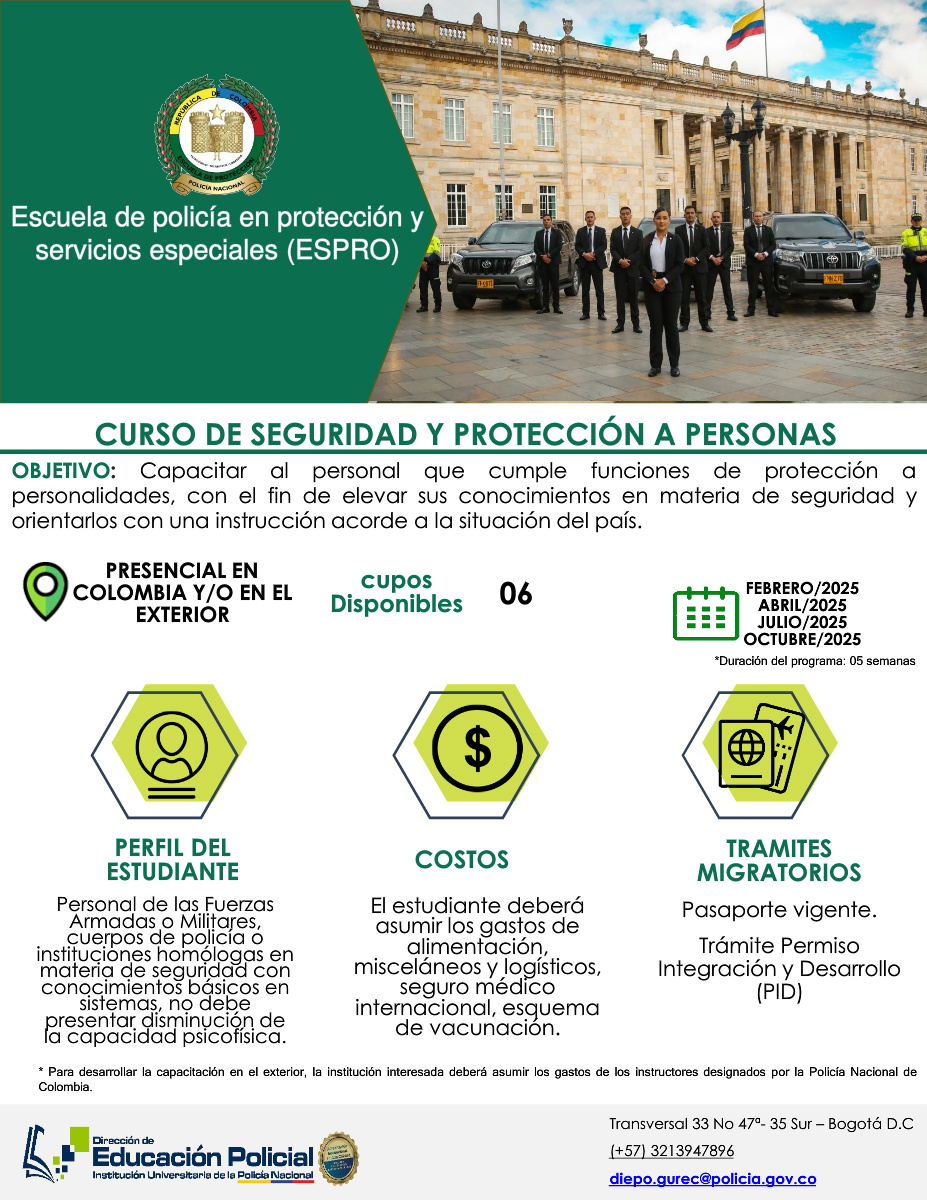 REPÚBLICA DE COLOMBIA
ESCUELA DE PROTECCIÓN
POLICÍA NACIONAL
Escuela de policía en protección y
servicios especiales (ESPRO)
CURSO DE SEGURIDAD Y PROTECCIÓN A PERSONAS
OBJETIVO: Capacitar al personal que cumple funciones de protección a
personalidades, con el fin de elevar sus conocimientos en materia de seguridad y
orientarlos con una instrucción acorde a la situación del país.
PRESENCIAL EN
COLOMBIA Y/O EN EL
EXTERIOR
cupos
Disponibles
06
FEBRERO/2025
ABRIL/2025
JULIO/2025
OCTUBRE/2025
*Duración del programa: 05 semanas
$
PERFIL DEL
ESTUDIANTE
Personal de las Fuerzas
Armadas o Militares,
cuerpos de policía o
instituciones homólogas en
materia de seguridad con
conocimientos básicos en
sistemas, no debe
presentar disminución de
la capacidad psicofísica.
COSTOS
El estudiante deberá
asumir los gastos de
alimentación,
misceláneos y logísticos,
seguro médico
internacional, esquema
de vacunación.
TRAMITES
MIGRATORIOS
Pasaporte vigente.
Trámite Permiso
Integración y Desarrollo
(PID)
* Para desarrollar la capacitación en el exterior, la institución interesada deberá asumir los gastos de los instructores designados por la Policía Nacional de
Colombia.
Dirección de
Educación Policial
Institución Universitaria de la Policía Nacional
Transversal 33 No 47ª- 35 Sur – Bogotá D.C
(+57) 3213947896
diepo.gurec@policia.gov.co